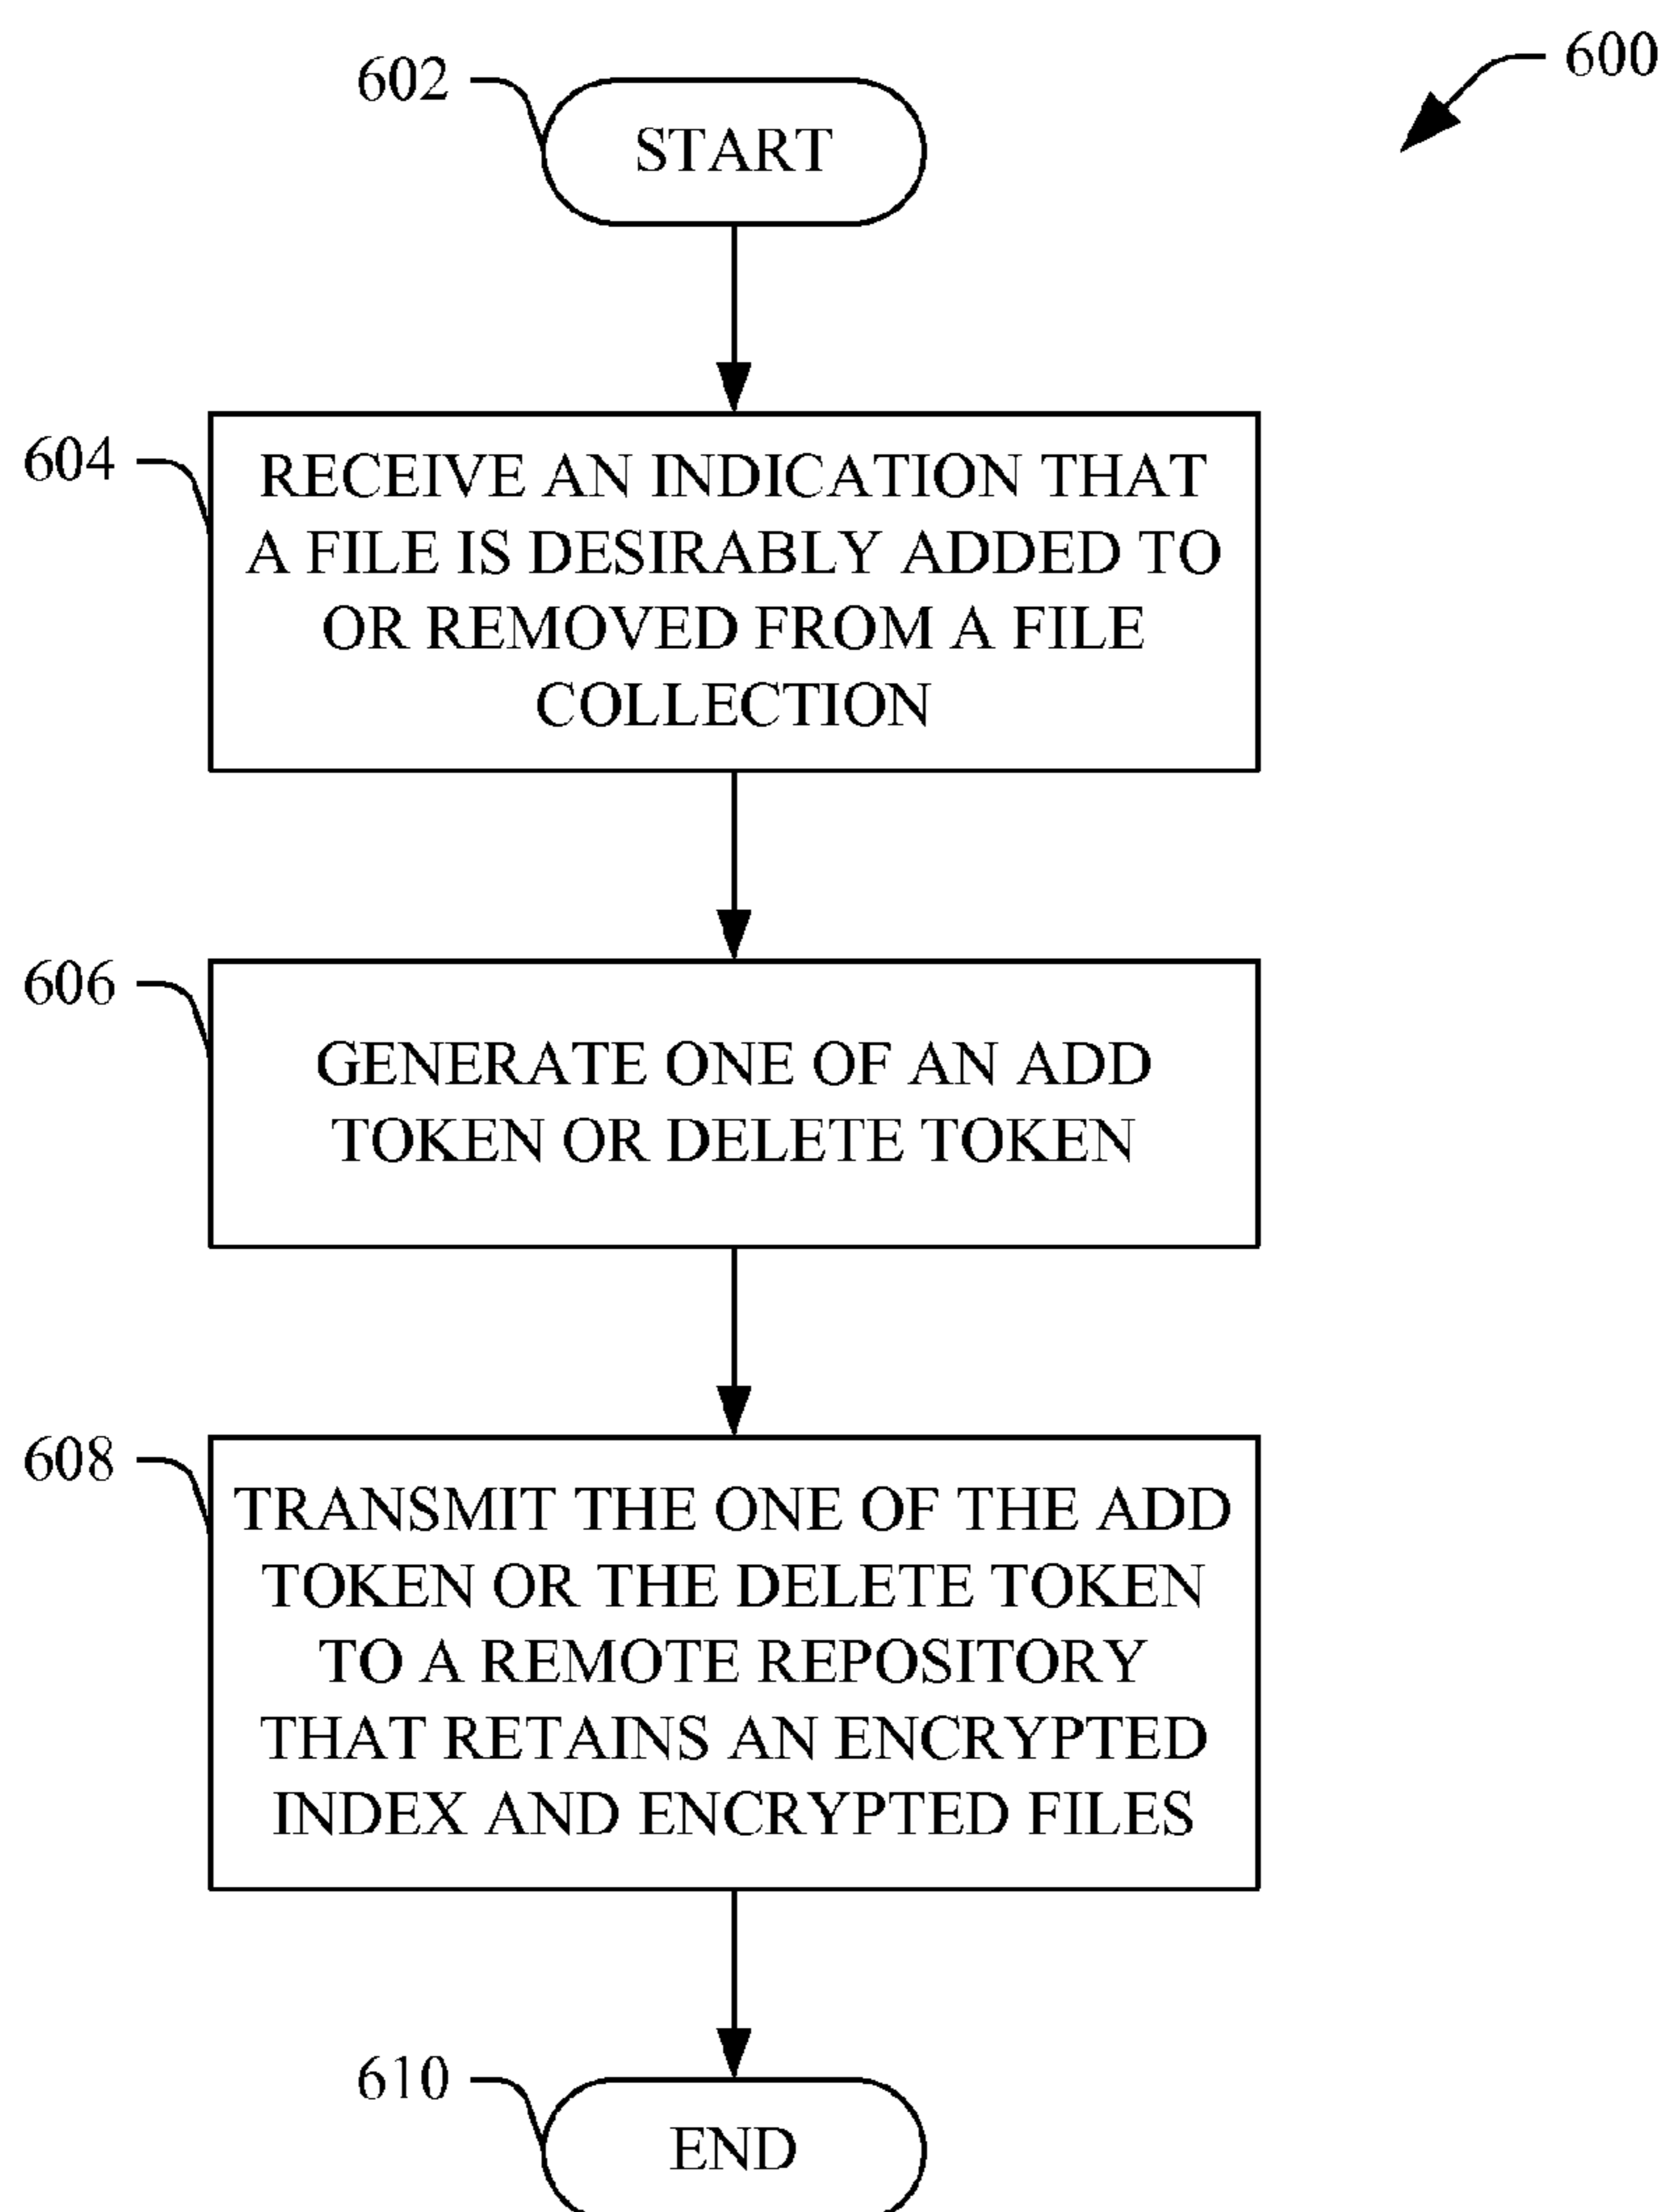 600
602
START
604
RECEIVE AN INDICATION THAT
A FILE IS DESIRABLY ADDED TO
OR REMOVED FROM A FILE
COLLECTION
606
GENERATE ONE OF AN ADD
TOKEN OR DELETE TOKEN
608
TRANSMIT THE ONE OF THE ADD
TOKEN OR THE DELETE TOKEN
TO A REMOTE REPOSITORY
THAT RETAINS AN ENCRYPTED
INDEX AND ENCRYPTED FILES
610
END